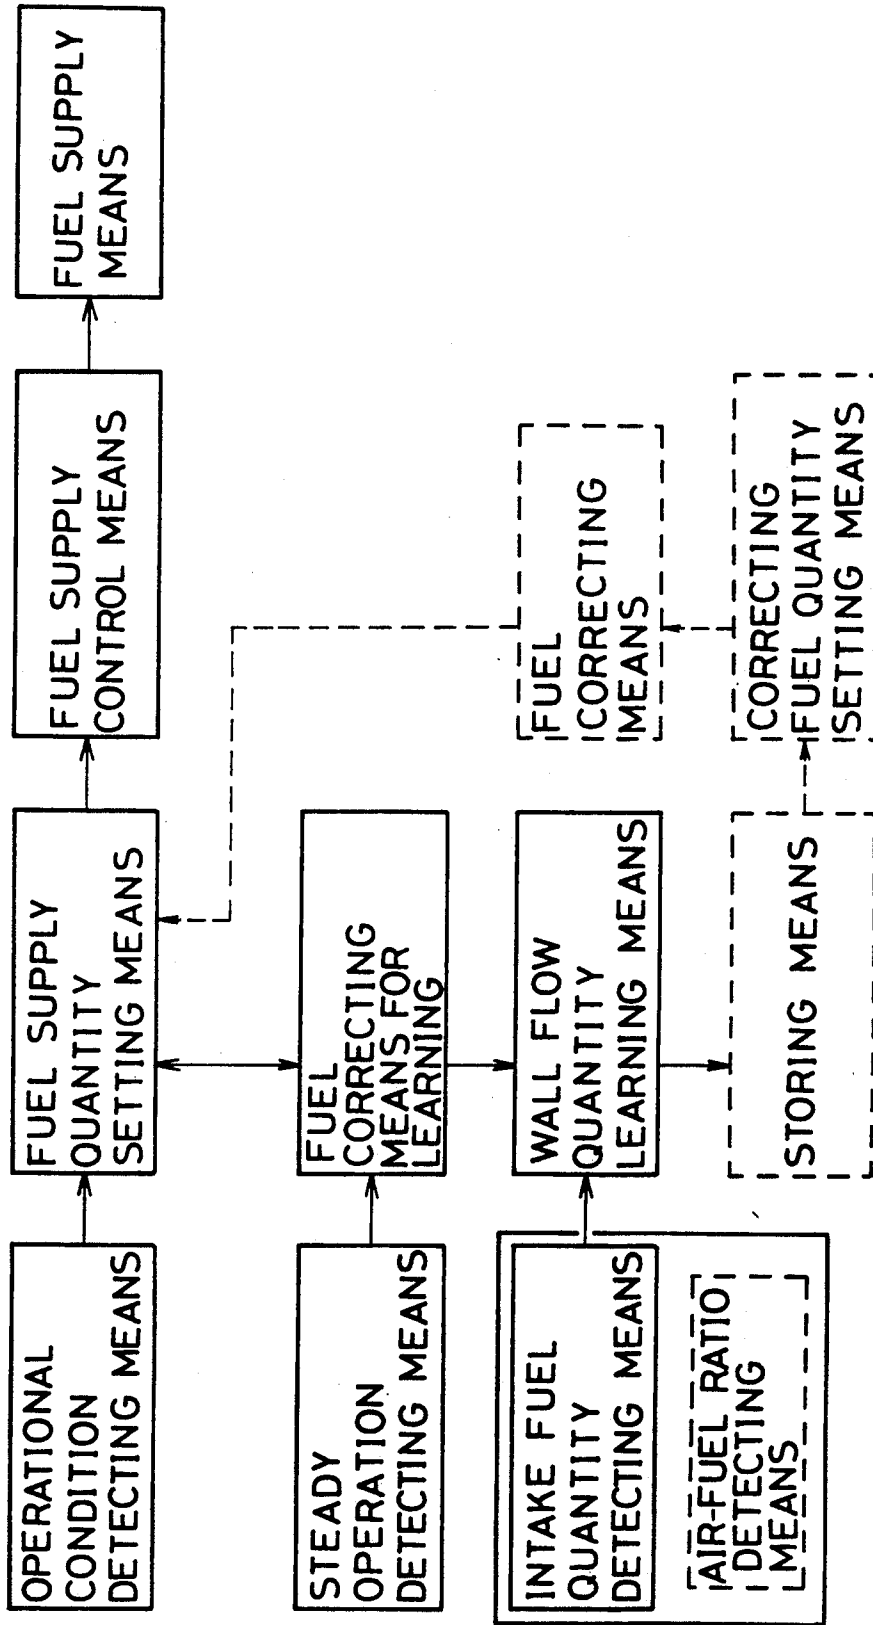 OPERATIONAL
CONDITION
DETECTING MEANS
FUEL SUPPLY
QUANTITY
SETTING MEANS
FUEL SUPPLY
CONTROL MEANS
FUEL SUPPLY
MEANS
STEADY
OPERATION
DETECTING MEANS
FUEL
CORRECTING
MEANS FOR
LEARNING
INTAKE FUEL
QUANTITY
DETECTING MEANS
WALL FLOW
QUANTITY
LEARNING MEANS
FUEL
CORRECTING
MEANS
AIR-FUEL RATIO
DETECTING
MEANS
STORING MEANS
CORRECTING
FUEL QUANTITY
SETTING MEANS